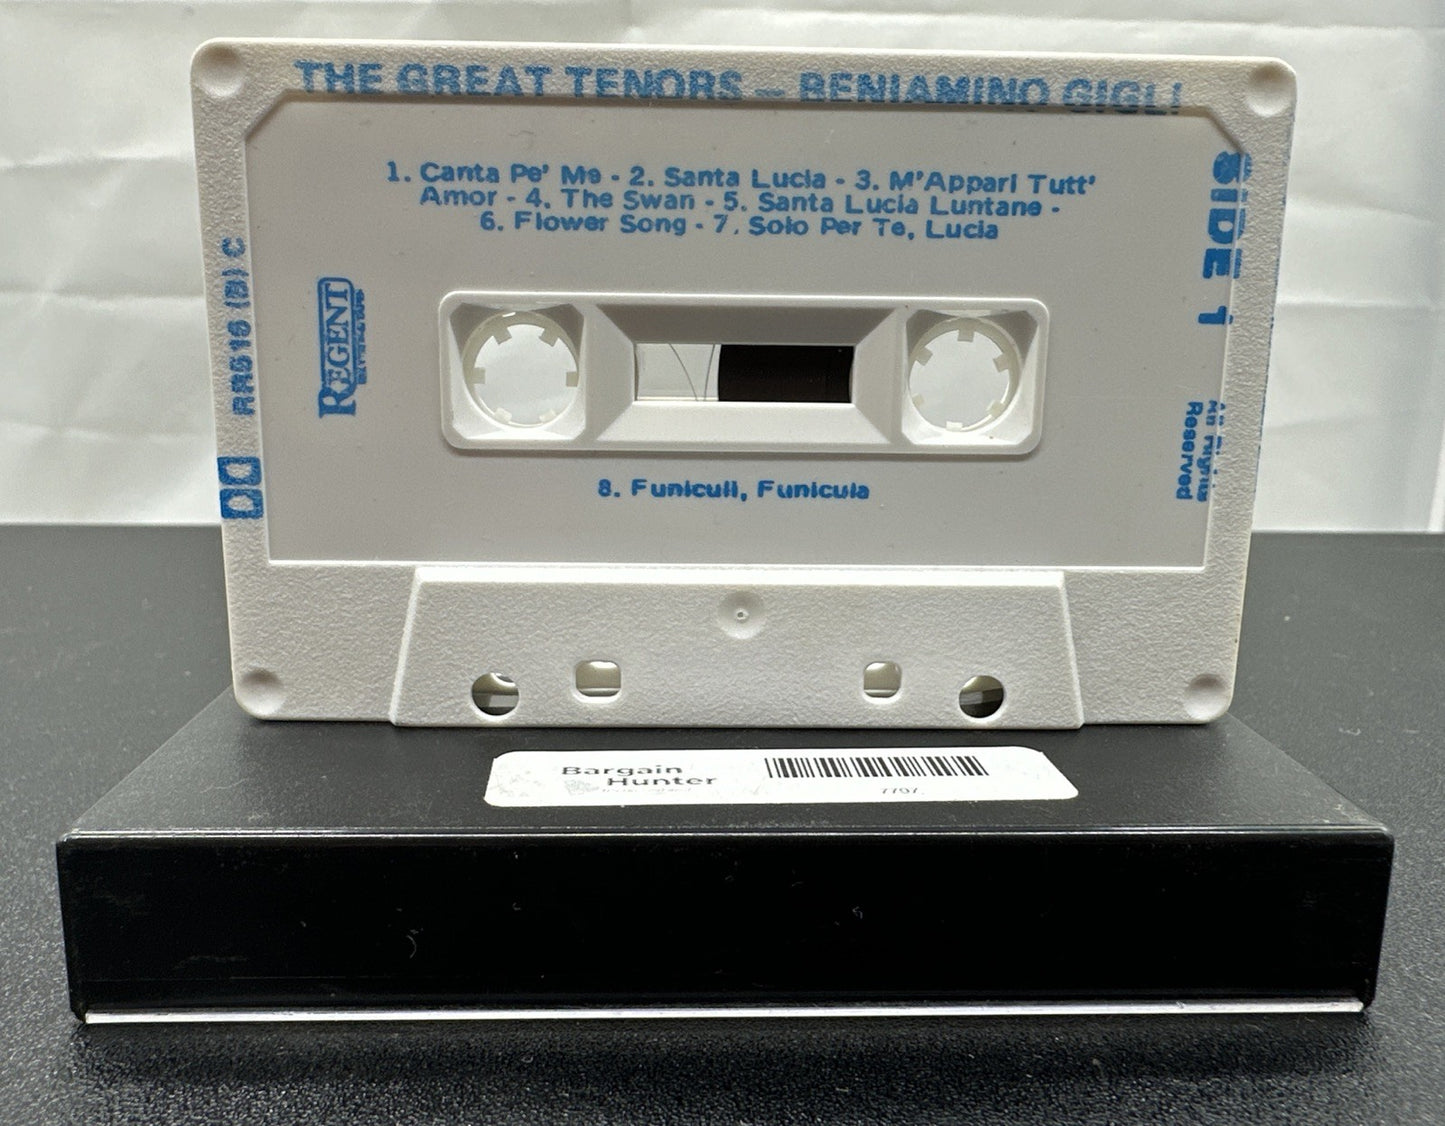 THE GREAT TENORS - BENIAMINO GIGLI
1. Canta Pe' Me - 2. Santa Lucia - 3. M'Appari Tutt'
Amor - 4. The Swan - 5. Santa Lucia Luntane -
6. Flower Song - 7. Solo Per Te, Lucia
SIDE 1
(B) C
REGENT
All Rights
Reserved
8. Funiculi, Funicula
Bargain
Hunter